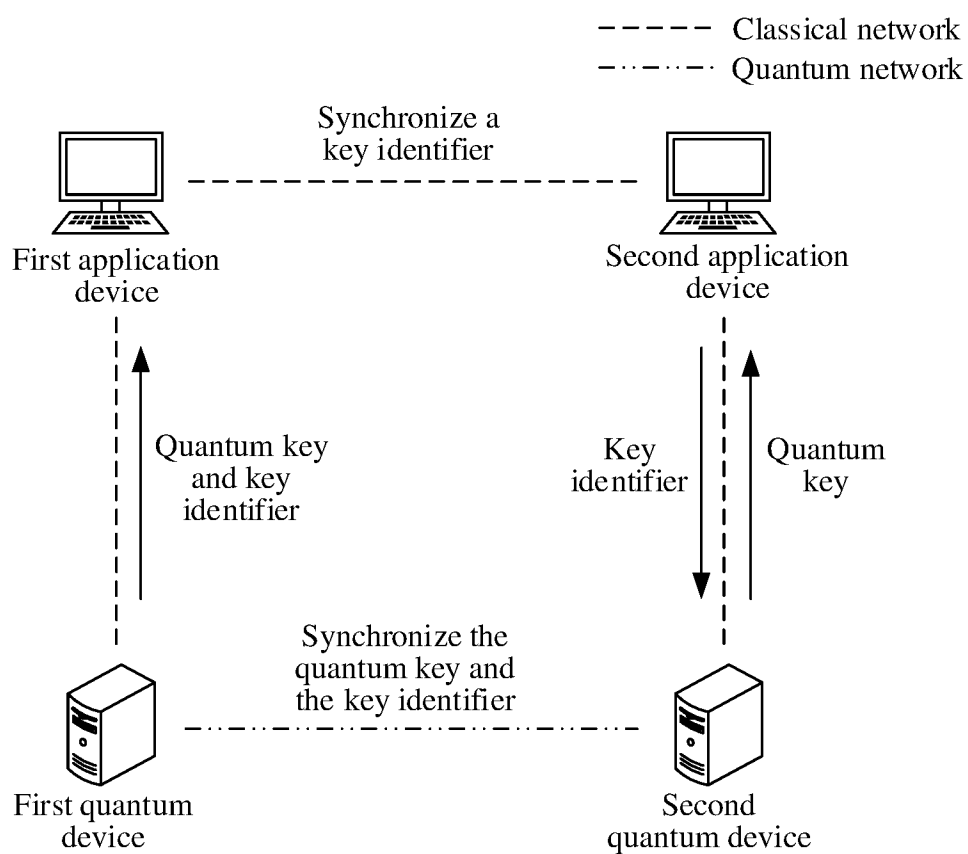 Classical network
Quantum network
Synchronize a
key identifier
First application
device
Second application
device
Quantum key
and key
identifier
Key
identifier
Quantum
key
Synchronize the
quantum key and
the key identifier
First quantum
device
Second
quantum device